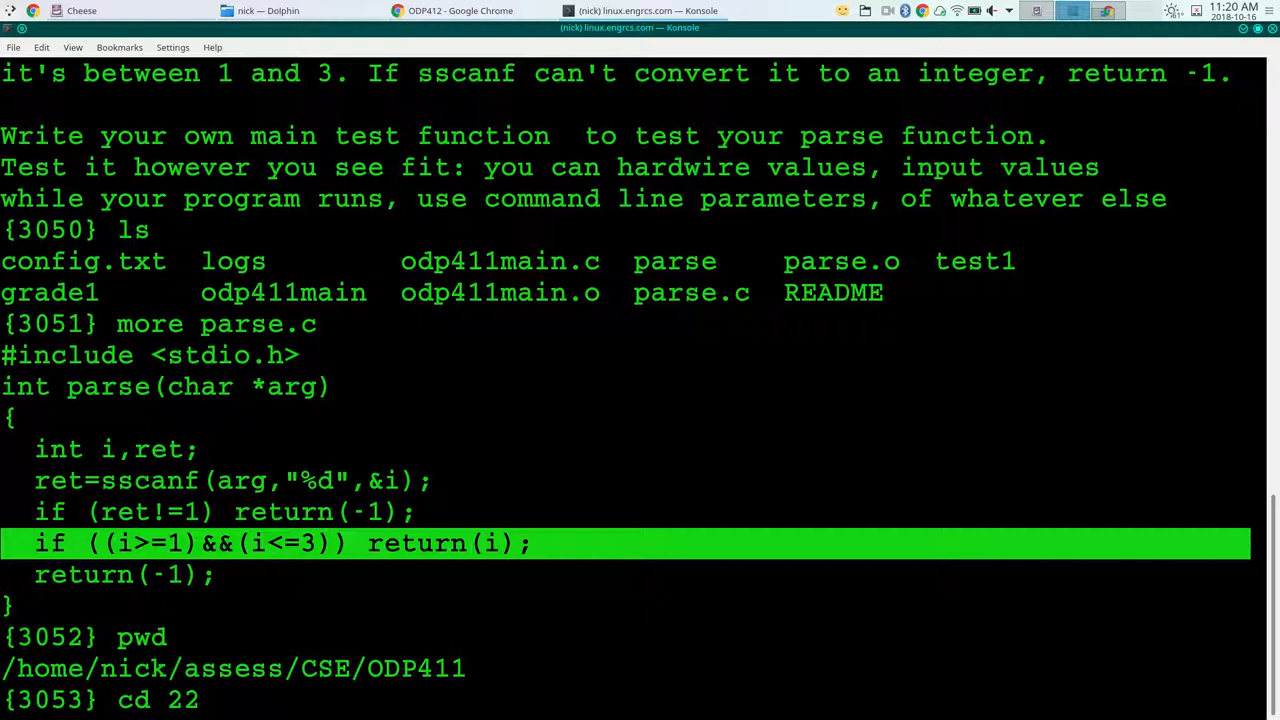 Cheese
nick — Dolphin
ODP412 - Google Chrome
(nick) linux.engrcs.com — Konsole
11:20 AM
2018-10-16
(nick) linux.engrcs.com — Konsole
File Edit View Bookmarks Settings Help
it's between 1 and 3. If sscanf can't convert it to an integer, return -1.
Write your own main test function  to test your parse function.
Test it however you see fit: you can hardwire values, input values
while your program runs, use command line parameters, of whatever else
{3050} ls
config.txt  logs        odp411main.c  parse    parse.o  test1
grade1      odp411main  odp411main.o  parse.c  README
{3051} more parse.c
#include <stdio.h>
int parse(char *arg)
{
  int i,ret;
  ret=sscanf(arg,"%d",&i);
  if (ret!=1) return(-1);
  if ((i>=1)&&(i<=3)) return(i);
  return(-1);
}
{3052} pwd
/home/nick/assess/CSE/ODP411
{3053} cd 22